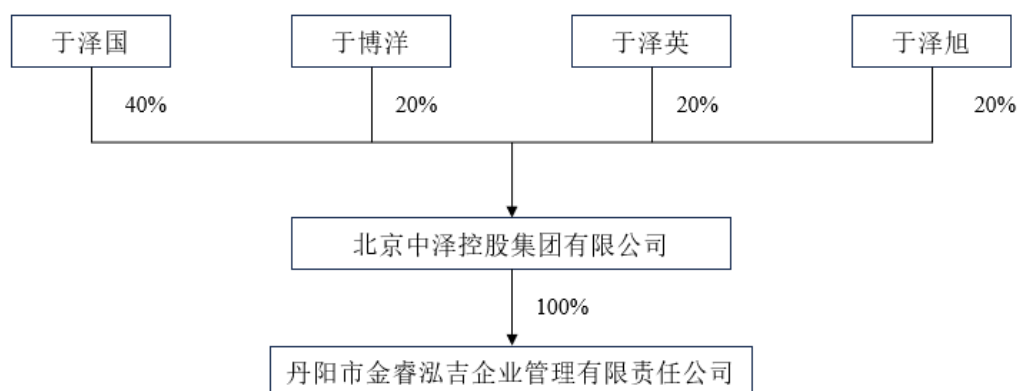 于泽国 于博洋 于泽英 于泽旭
40% 20% 20% 20%
北京中泽控股集团有限公司
100%
丹阳市金睿泓吉企业管理有限责任公司